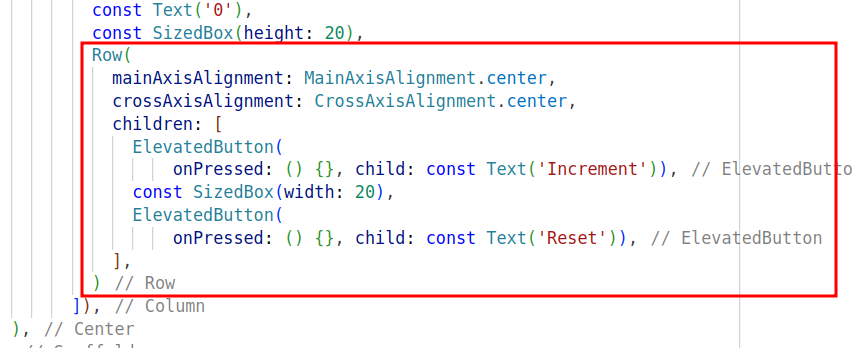 const Text('0'),
const SizedBox(height: 20),
Row(
mainAxisAlignment: MainAxisAlignment.center,
crossAxisAlignment: CrossAxisAlignment.center,
children: [
ElevatedButton(
onPressed: () {}, child: const Text('Increment')), // ElevatedButto
const SizedBox(width: 20),
ElevatedButton(
onPressed: () {}, child: const Text('Reset')), // ElevatedButton
],
) // Row
]), // Column
), // Center